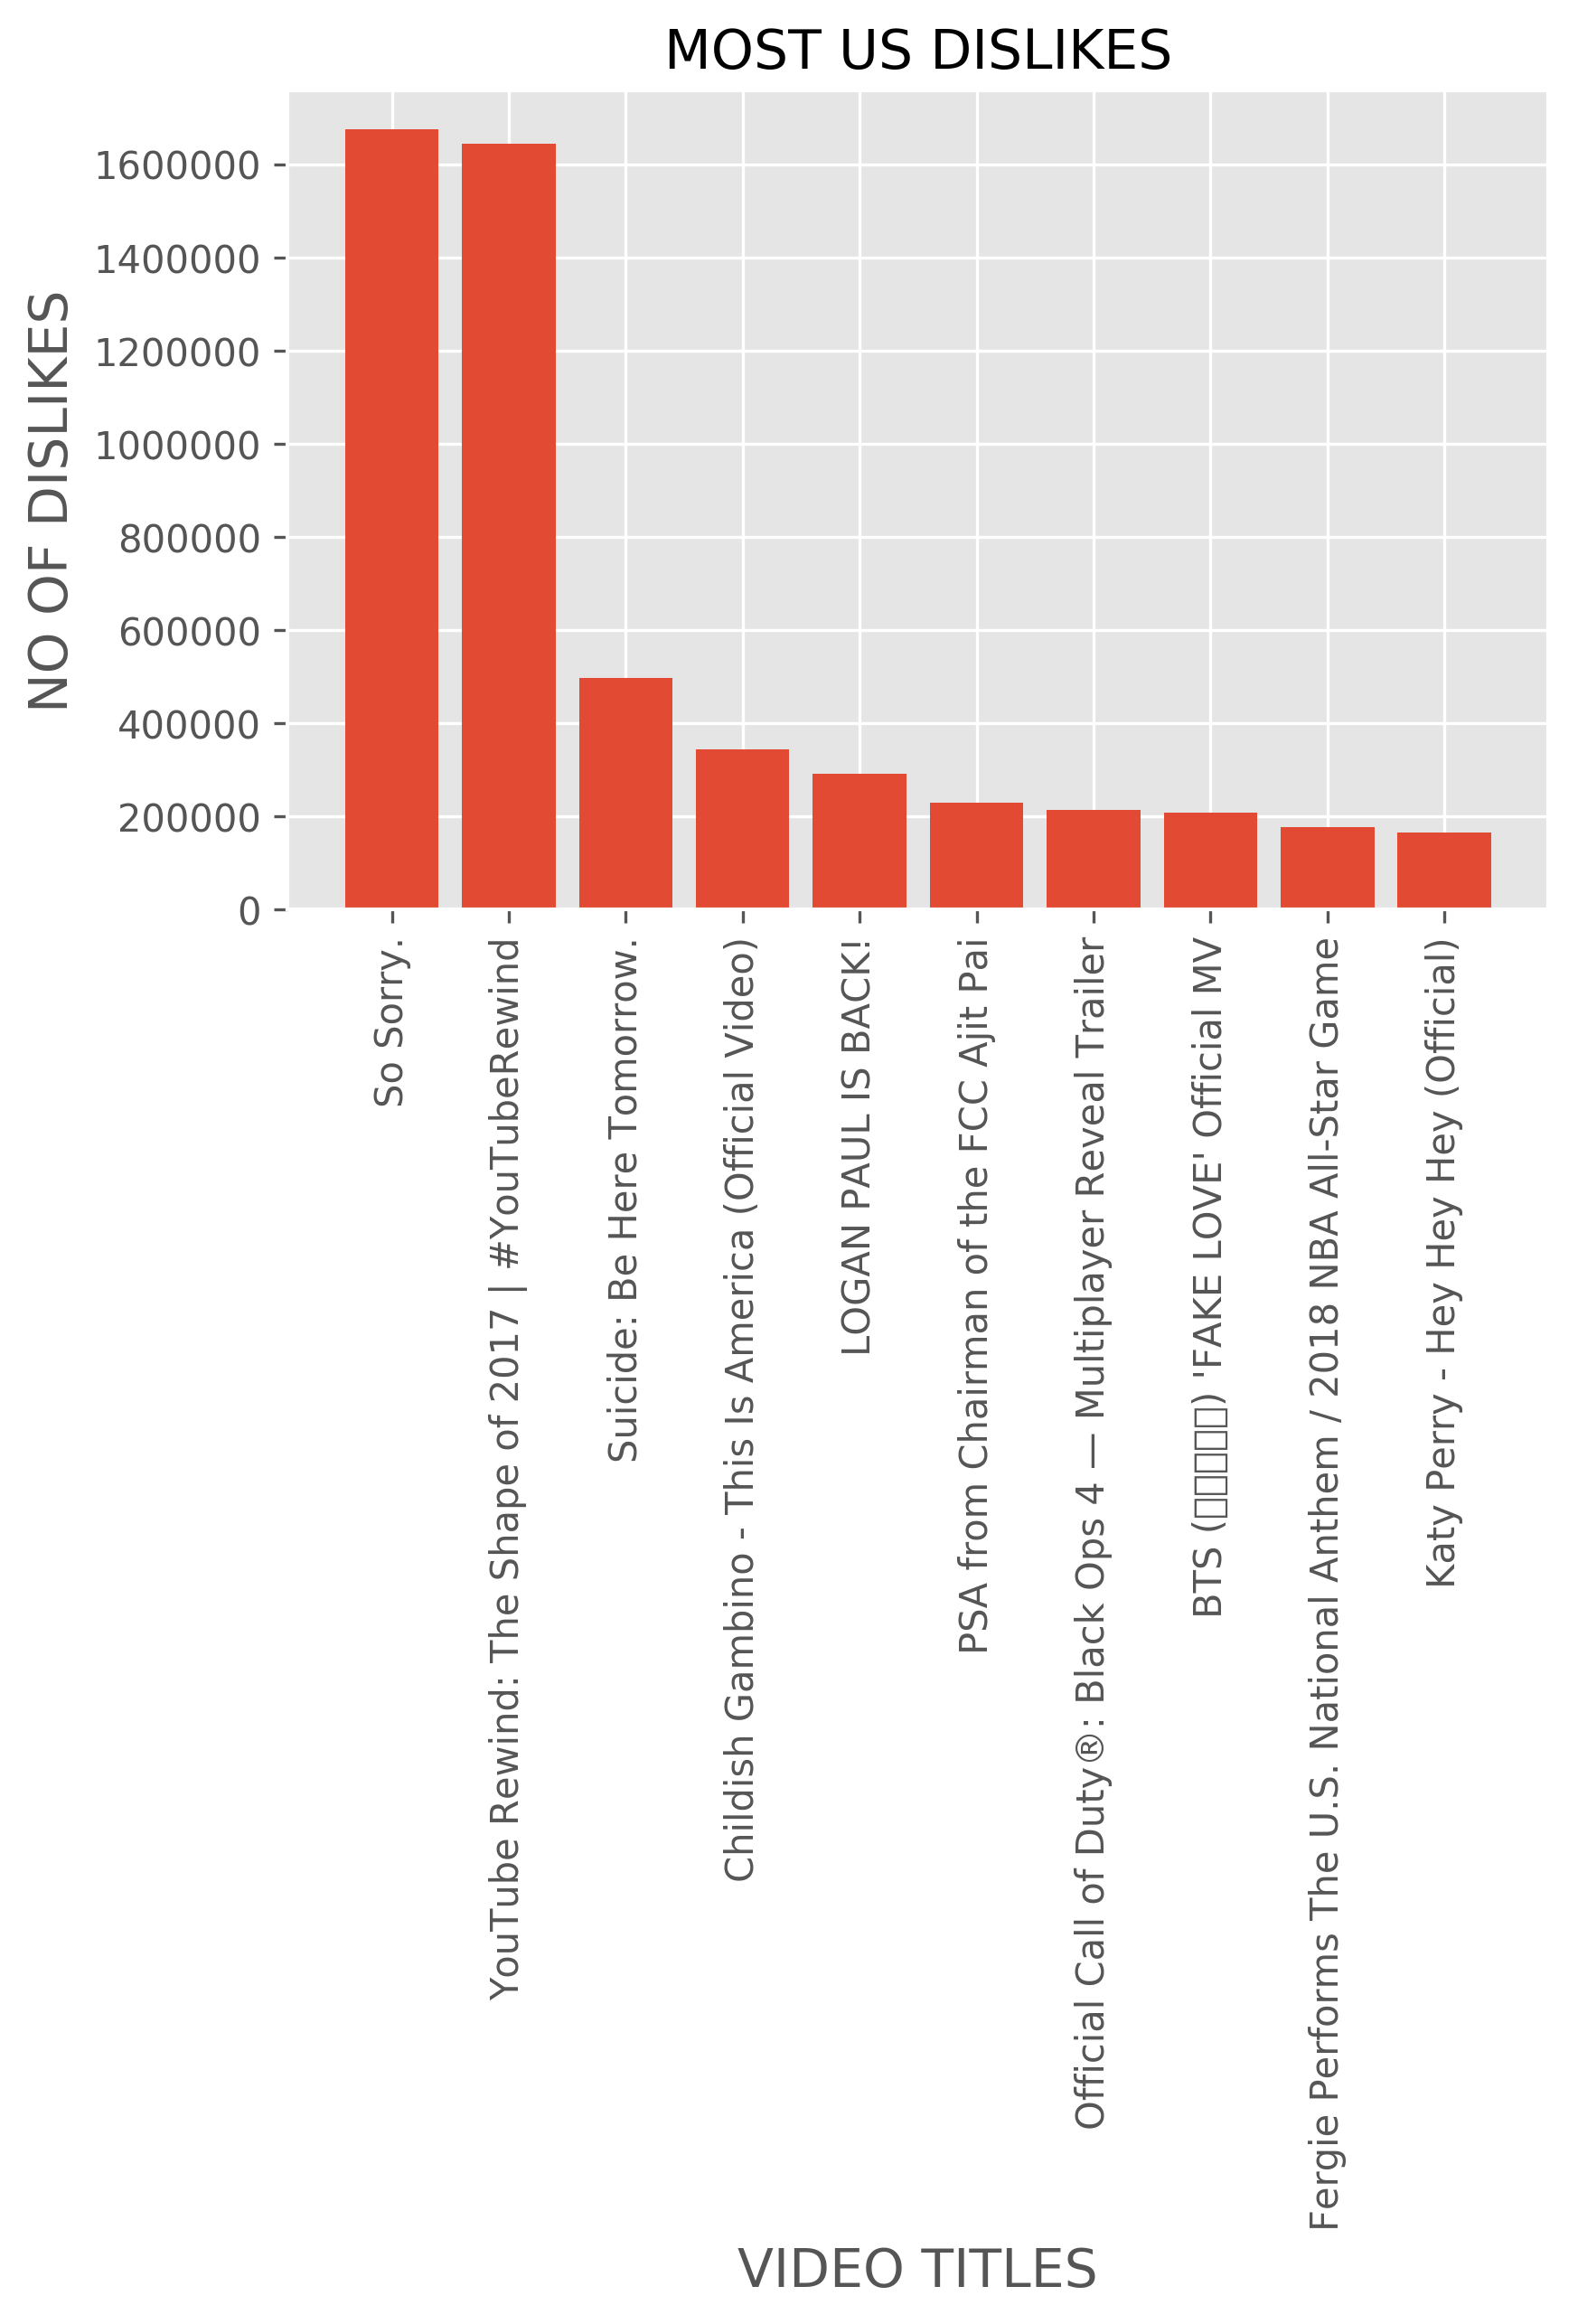 MOST US DISLIKES
NO OF DISLIKES
1600000
1400000
1200000
1000000
800000
600000
400000
200000
0
So Sorry.
YouTube Rewind: The Shape of 2017 | #YouTubeRewind
Suicide: Be Here Tomorrow.
Childish Gambino - This Is America (Official Video)
LOGAN PAUL IS BACK!
PSA from Chairman of the FCC Ajit Pai
Official Call of Duty®: Black Ops 4 — Multiplayer Reveal Trailer
BTS (□□□□□) 'FAKE LOVE' Official MV
Fergie Performs The U.S. National Anthem / 2018 NBA All-Star Game
Katy Perry - Hey Hey Hey (Official)
VIDEO TITLES